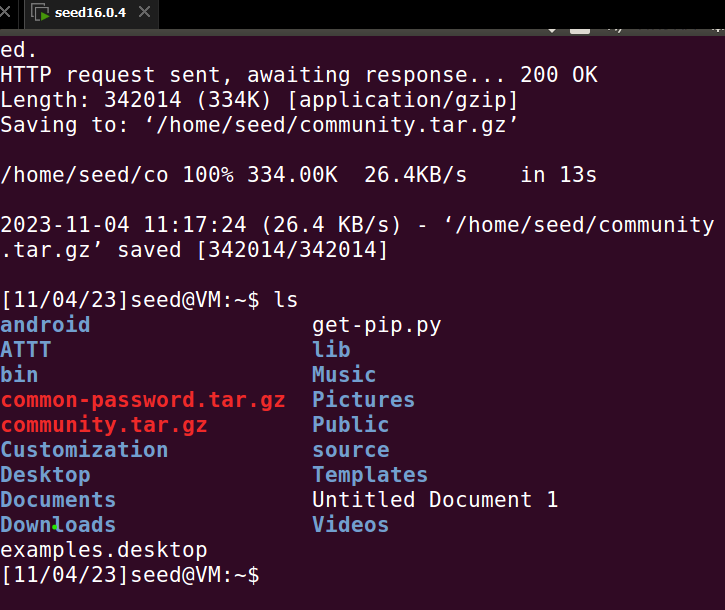 seed16.0.4
ed.
HTTP request sent, awaiting response... 200 OK
Length: 342014 (334K) [application/gzip]
Saving to: ‘/home/seed/community.tar.gz’
/home/seed/co 100% 334.00K  26.4KB/s    in 13s
2023-11-04 11:17:24 (26.4 KB/s) - ‘/home/seed/community
.tar.gz’ saved [342014/342014]
[11/04/23]seed@VM:~$ ls
android                 get-pip.py
ATTT                    lib
bin                     Music
common-password.tar.gz  Pictures
community.tar.gz        Public
Customization           source
Desktop                 Templates
Documents               Untitled Document 1
Downloads               Videos
examples.desktop
[11/04/23]seed@VM:~$